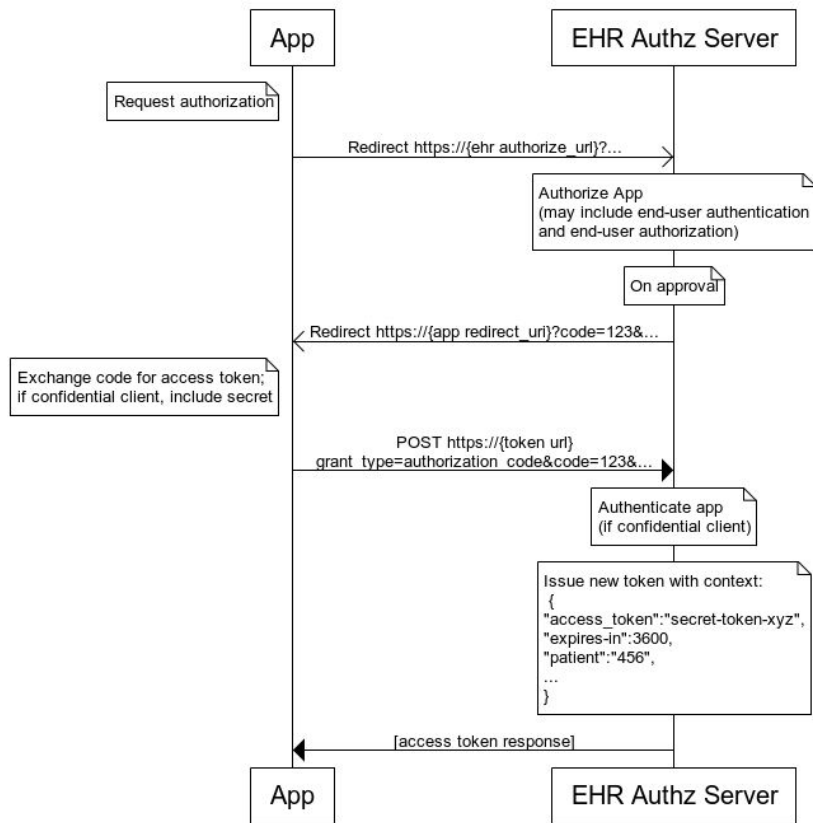 App
EHR Authz Server
Request authorization
Redirect https://{ehr authorize_url}?...
Authorize App
(may include end-user authentication
and end-user authorization)
On approval
Redirect https://{app redirect_uri}?code=123&...
Exchange code for access token;
if confidential client, include secret
POST https://{token url}
grant_type=authorization_code&code=123&...
Authenticate app
(if confidential client)
Issue new token with context:
{
"access_token":"secret-token-xyz",
"expires-in":3600,
"patient":"456",
...
}
[access token response]
App
EHR Authz Server